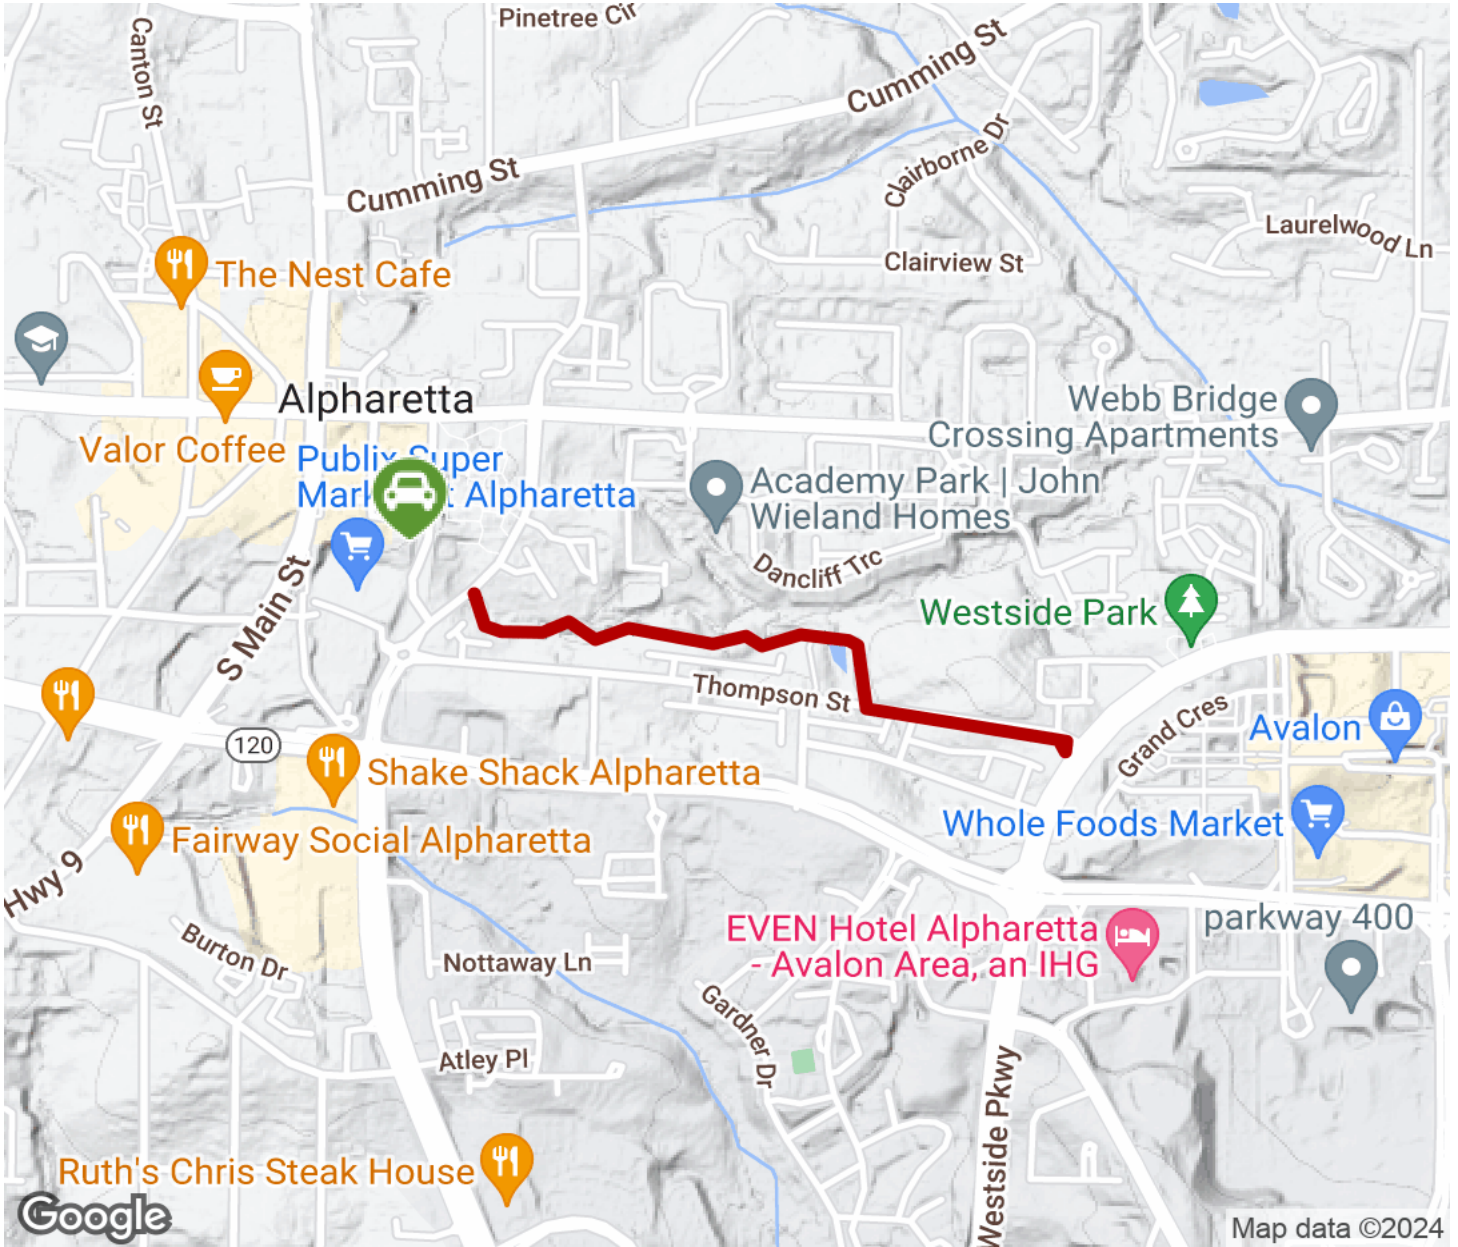 Pinetree Cir
Canton St
Cumming St
Cumming St
Clairborne Dr
Laurelwood Ln
Clairview St
The Nest Cafe
Alpharetta
Webb Bridge
Crossing Apartments
Valor Coffee
Publix Super
Market Alpharetta
Academy Park | John
Wieland Homes
Dancliff Trc
Westside Park
S Main St
Thompson St
Grand Cres
Avalon
120
Shake Shack Alpharetta
Whole Foods Market
Fairway Social Alpharetta
Hwy 9
EVEN Hotel Alpharetta
- Avalon Area, an IHG
parkway 400
Burton Dr
Nottaway Ln
Gardner Dr
Atley Pl
Westside Pkwy
Ruth's Chris Steak House
Google
Map data ©2024